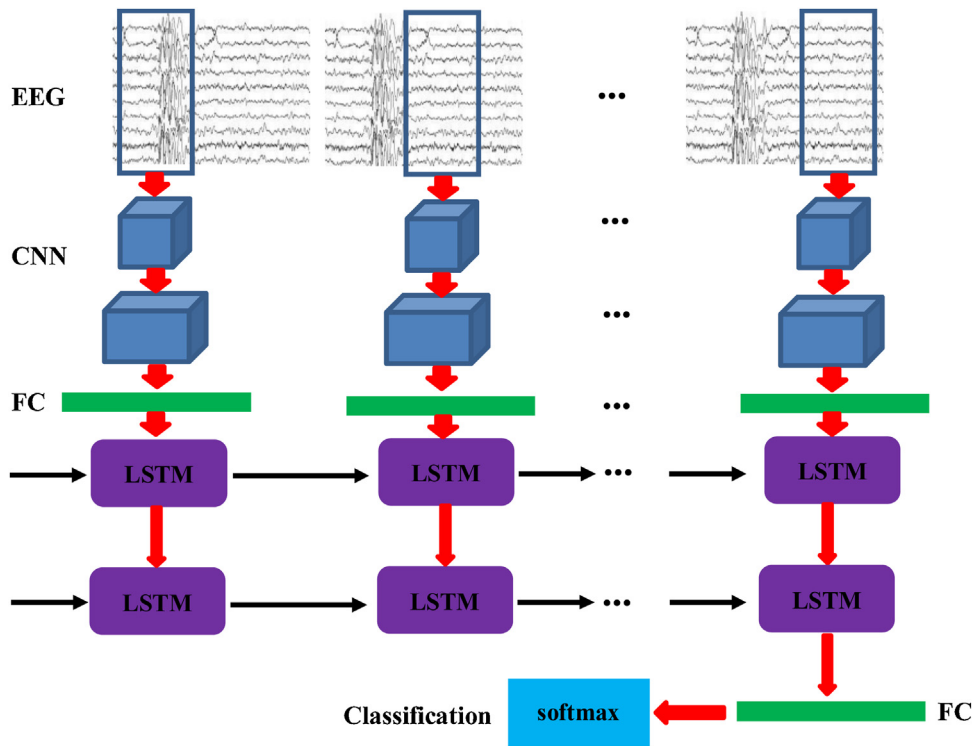 EEG
...
CNN
...
...
FC
...
LSTM
LSTM
...
LSTM
LSTM
LSTM
...
LSTM
Classification
softmax
FC